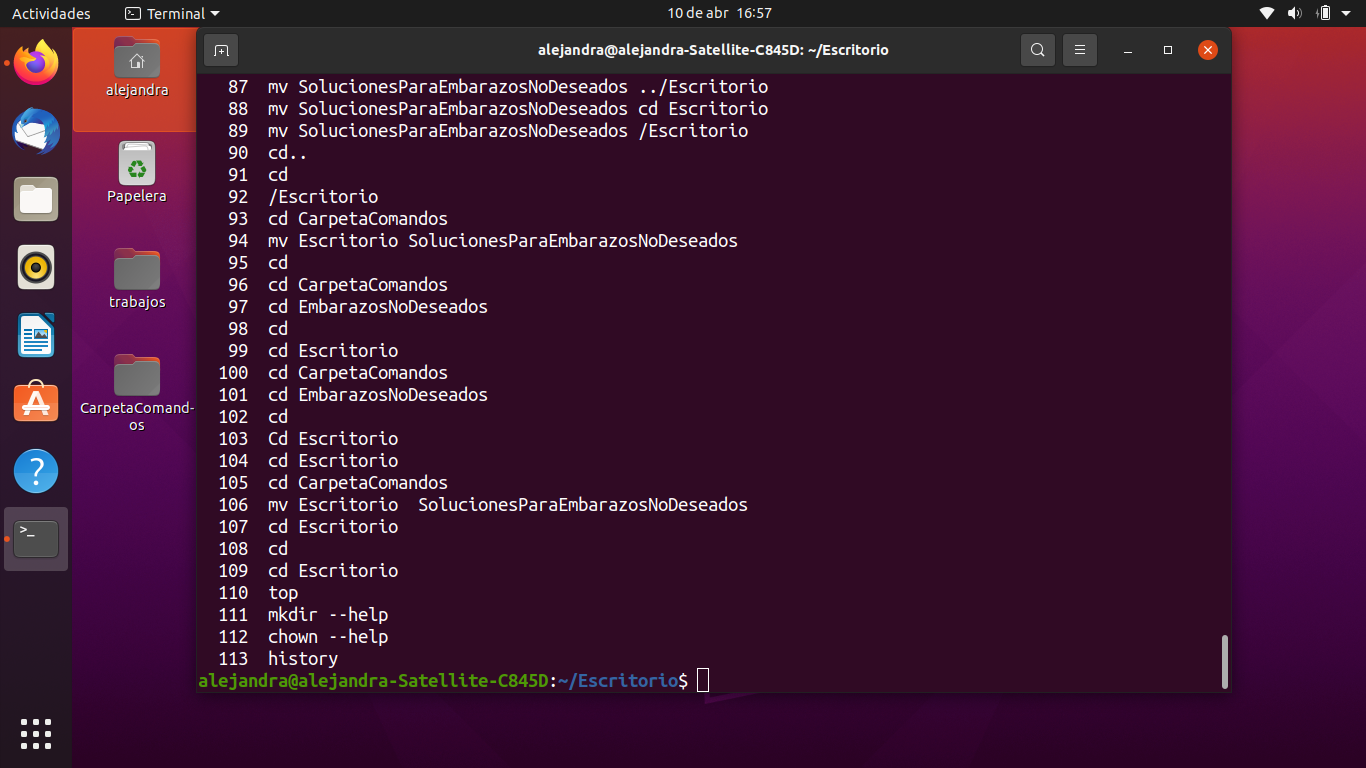 Actividades
Terminal
10 de abr 16:57
alejandra@alejandra-Satellite-C845D: ~/Escritorio
alejandra
Papelera
trabajos
CarpetaComand-
os
87 mv SolucionesParaEmbarazosNoDeseados ../Escritorio
88 mv SolucionesParaEmbarazosNoDeseados cd Escritorio
89 mv SolucionesParaEmbarazosNoDeseados /Escritorio
90 cd..
91 cd
92 /Escritorio
93 cd CarpetaComandos
94 mv Escritorio SolucionesParaEmbarazosNoDeseados
95 cd
96 cd CarpetaComandos
97 cd EmbarazosNoDeseados
98 cd
99 cd Escritorio
100 cd CarpetaComandos
101 cd EmbarazosNoDeseados
102 cd
103 Cd Escritorio
104 cd Escritorio
105 cd CarpetaComandos
106 mv Escritorio  SolucionesParaEmbarazosNoDeseados
107 cd Escritorio
108 cd
109 cd Escritorio
110 top
111 mkdir --help
112 chown --help
113 history
alejandra@alejandra-Satellite-C845D:~/Escritorio$